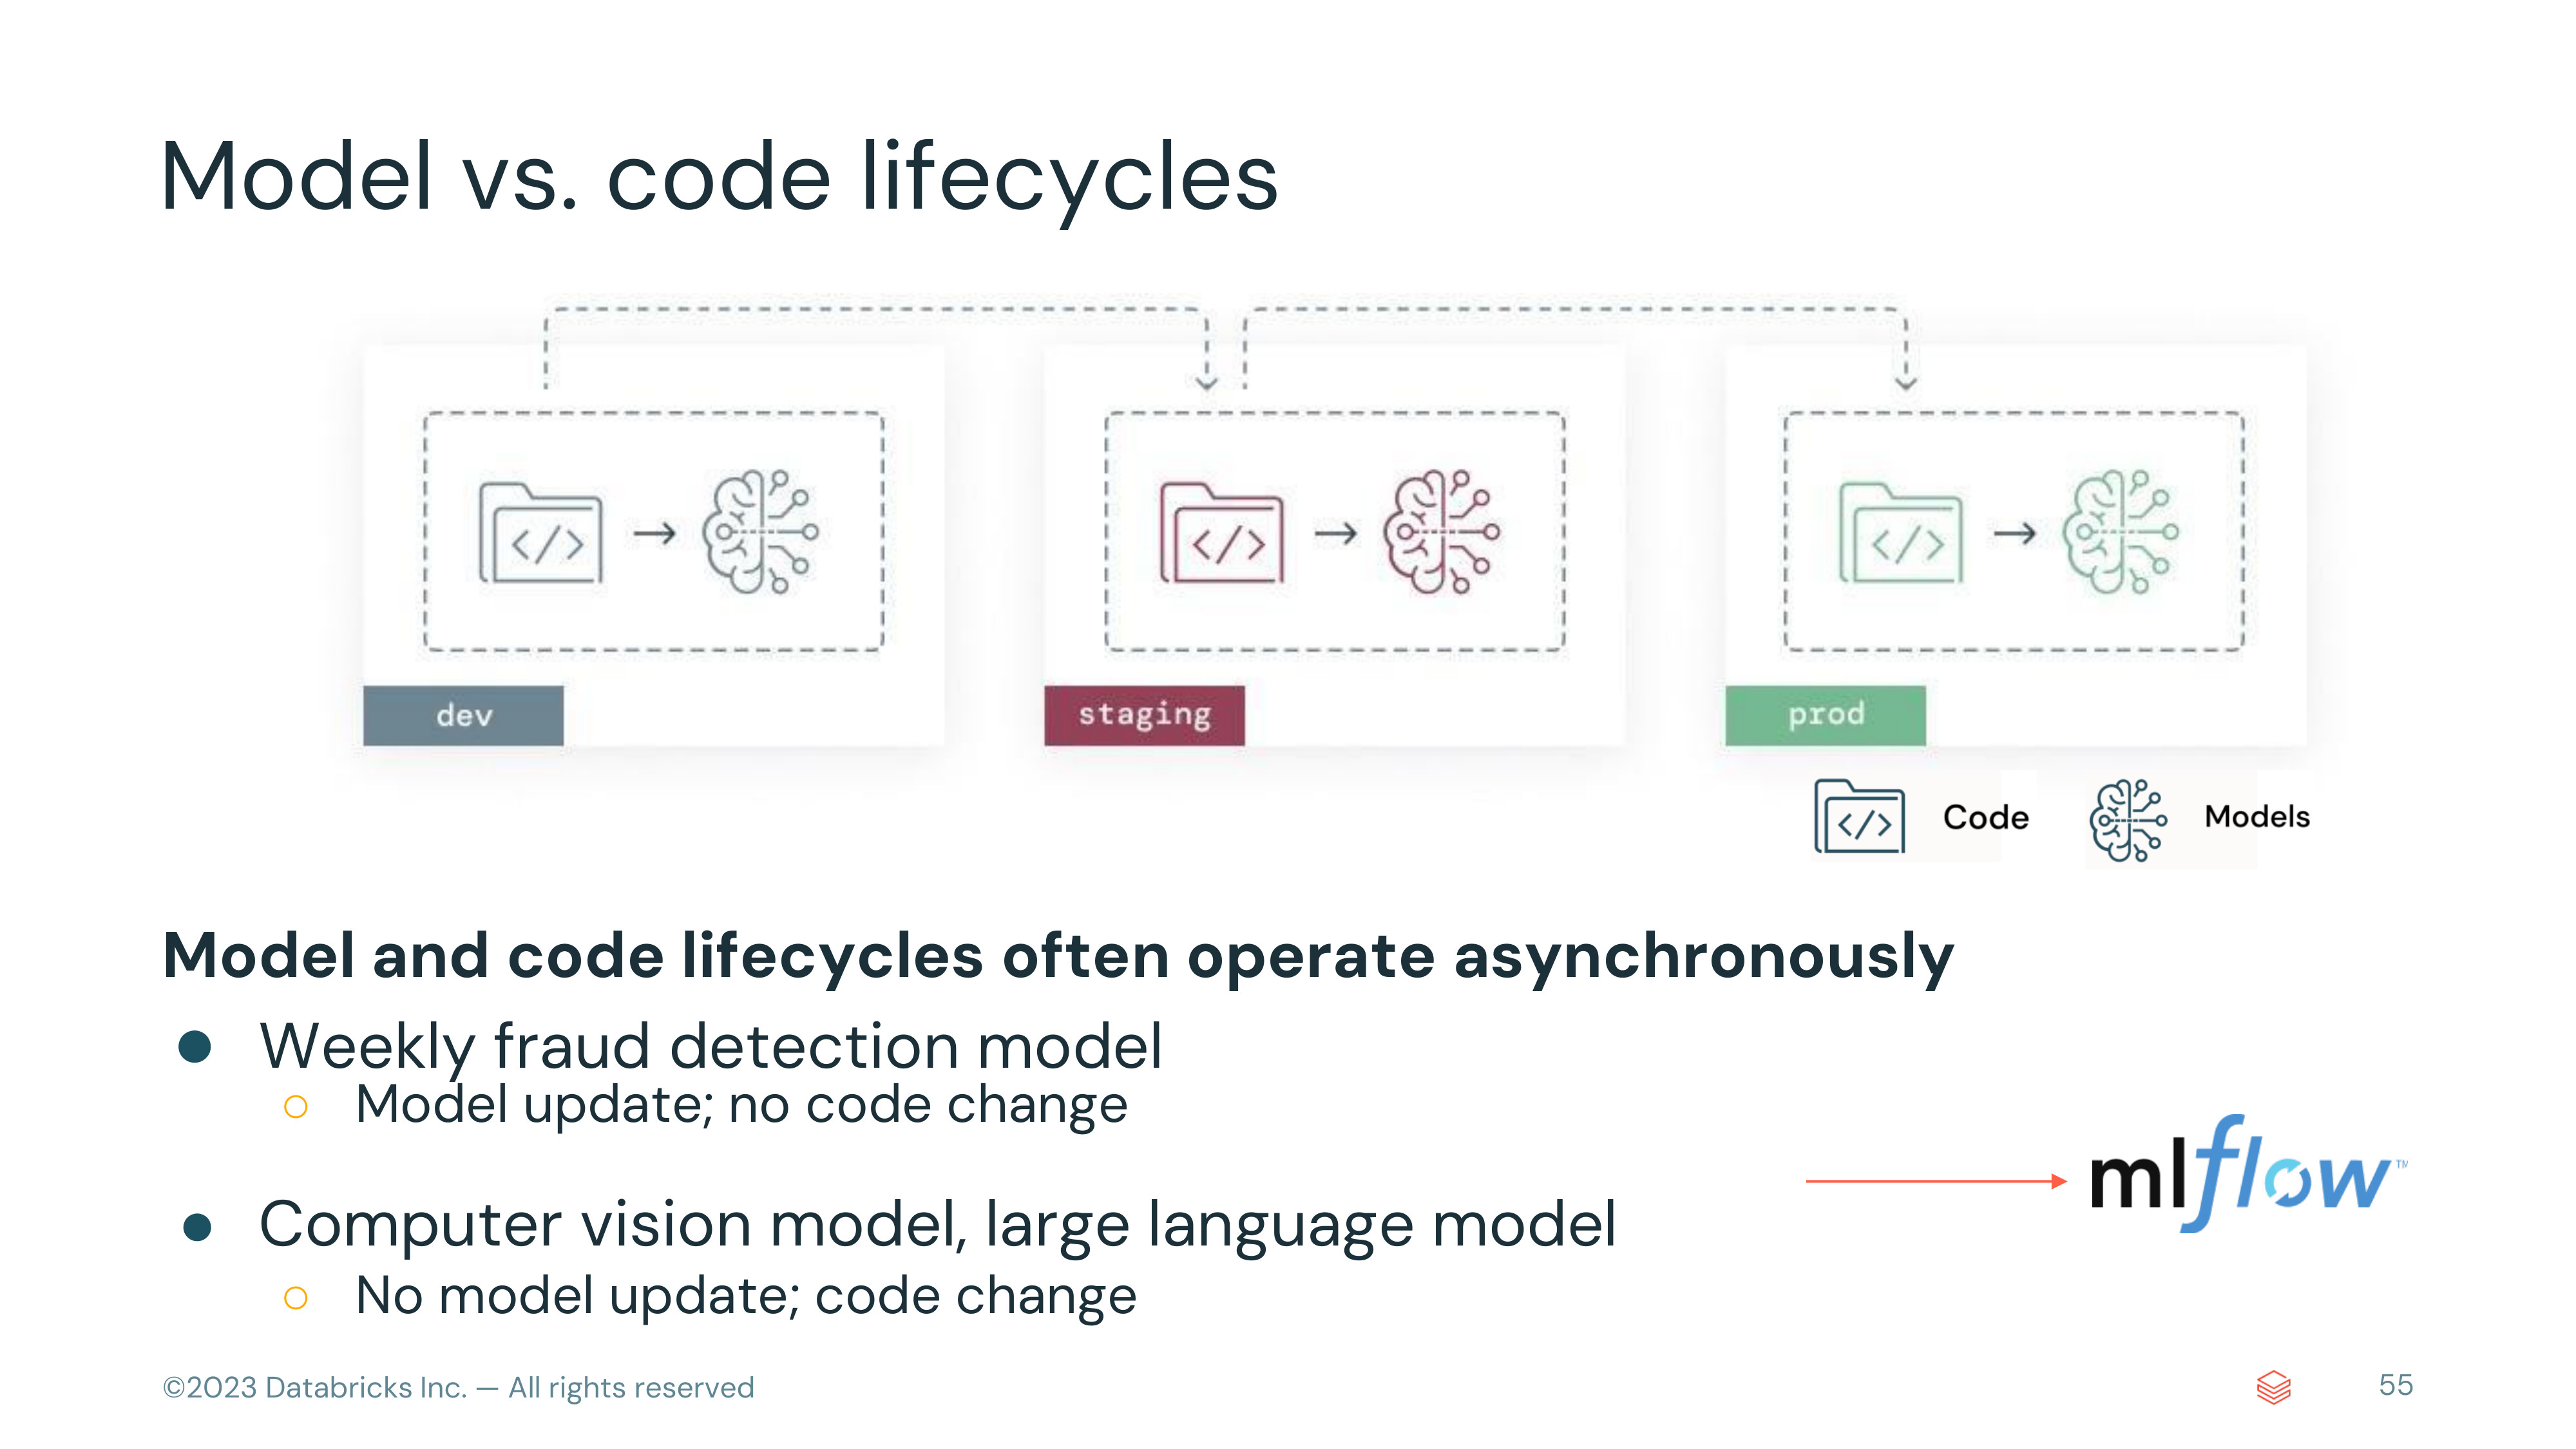 Model vs. code lifecycles
</>
</>
</>
dev
staging
prod
</>
Code
Models
Model and code lifecycles often operate asynchronously
● Weekly fraud detection model
○ Model update; no code change
● Computer vision model, large language model
○ No model update; code change
mlflow™
©2023 Databricks Inc. — All rights reserved
55